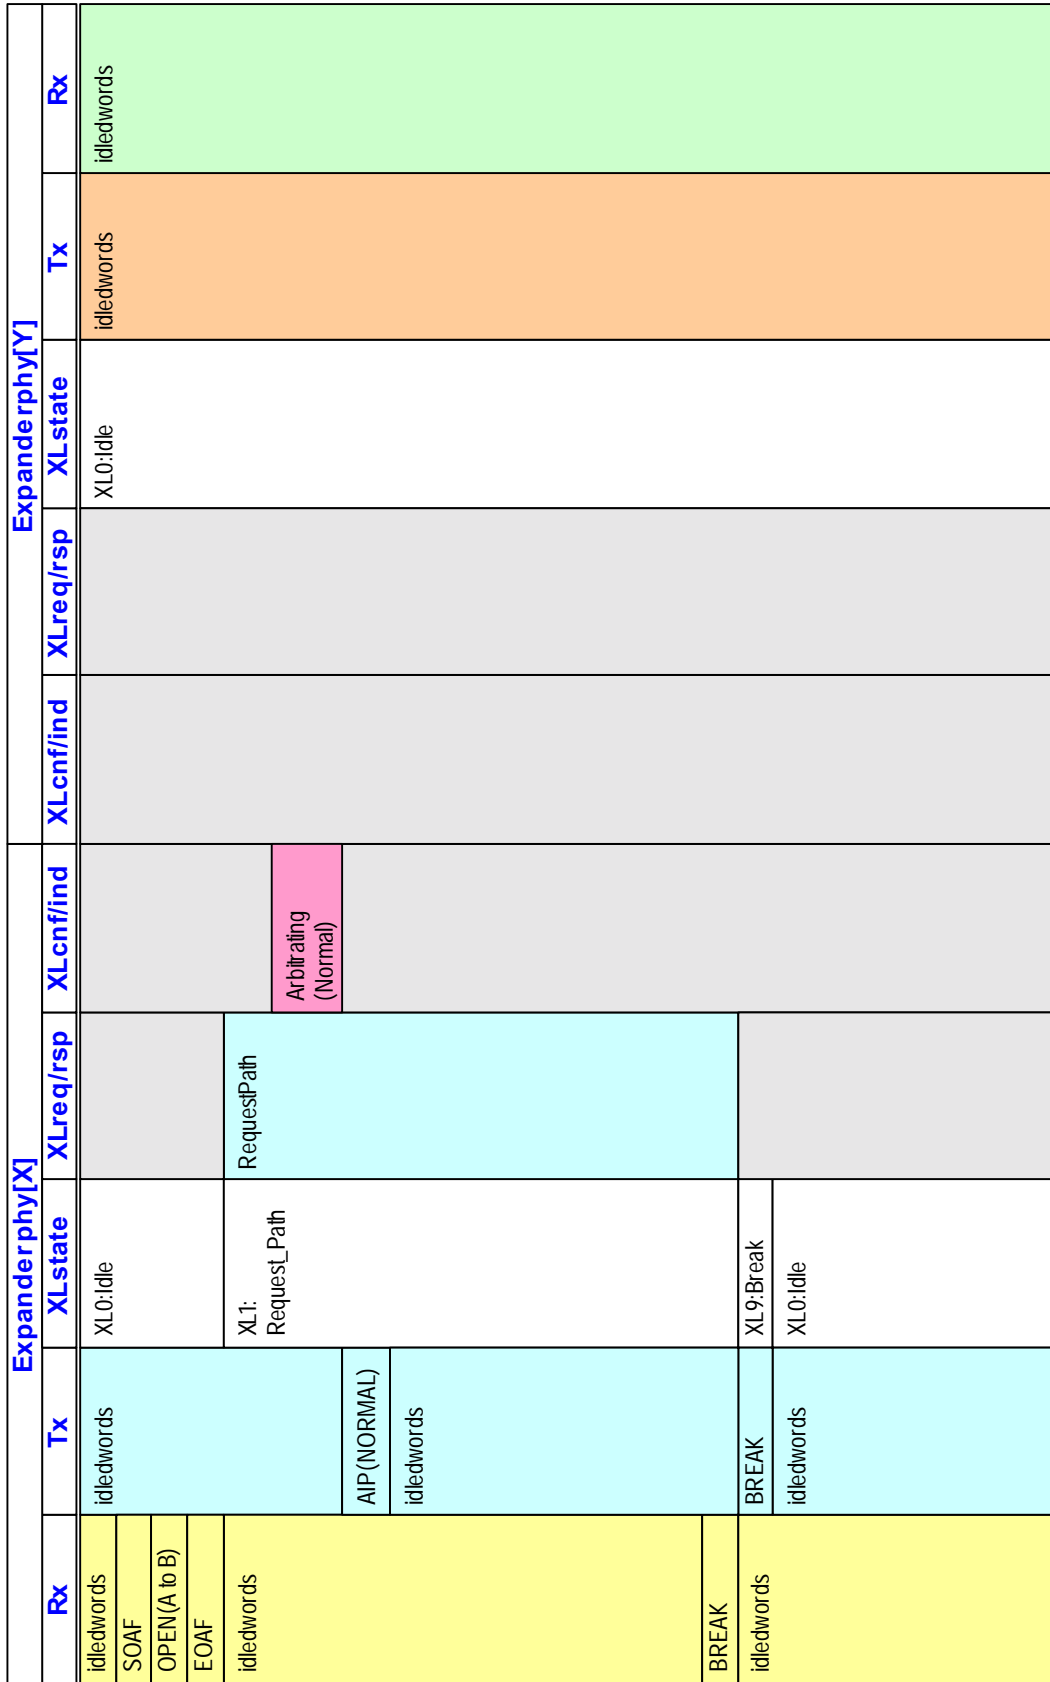 Expander phy [X]
Expander phy [Y]
Rx
Tx
XL state
XL req/rsp
XL cnf/ind
XL cnf/ind
XL req/rsp
XL state
Tx
Rx
idle dwords
SOAF
OPEN (A to B)
EOAF
idle dwords
BREAK
idle dwords
idle dwords
AIP (NORMAL)
idle dwords
BREAK
idle dwords
XL0:Idle
XL1:
Request_Path
XL9:Break
XL0:Idle
Request Path
Arbitrating
(Normal)
XL0:Idle
idle dwords
idle dwords